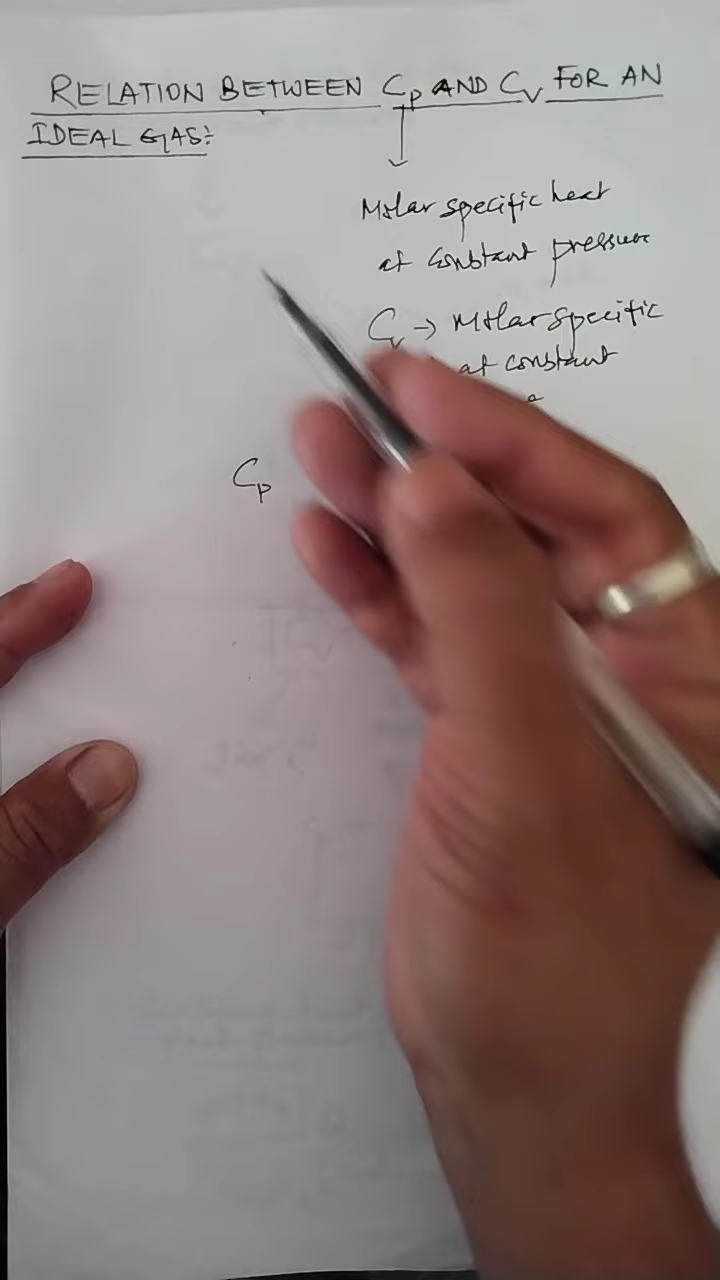 RELATION BETWEEN Cp AND Cv FOR AN
IDEAL GAS:
Molar specific heat
at constant pressure
Cv → Molar specific
at constant
Cp